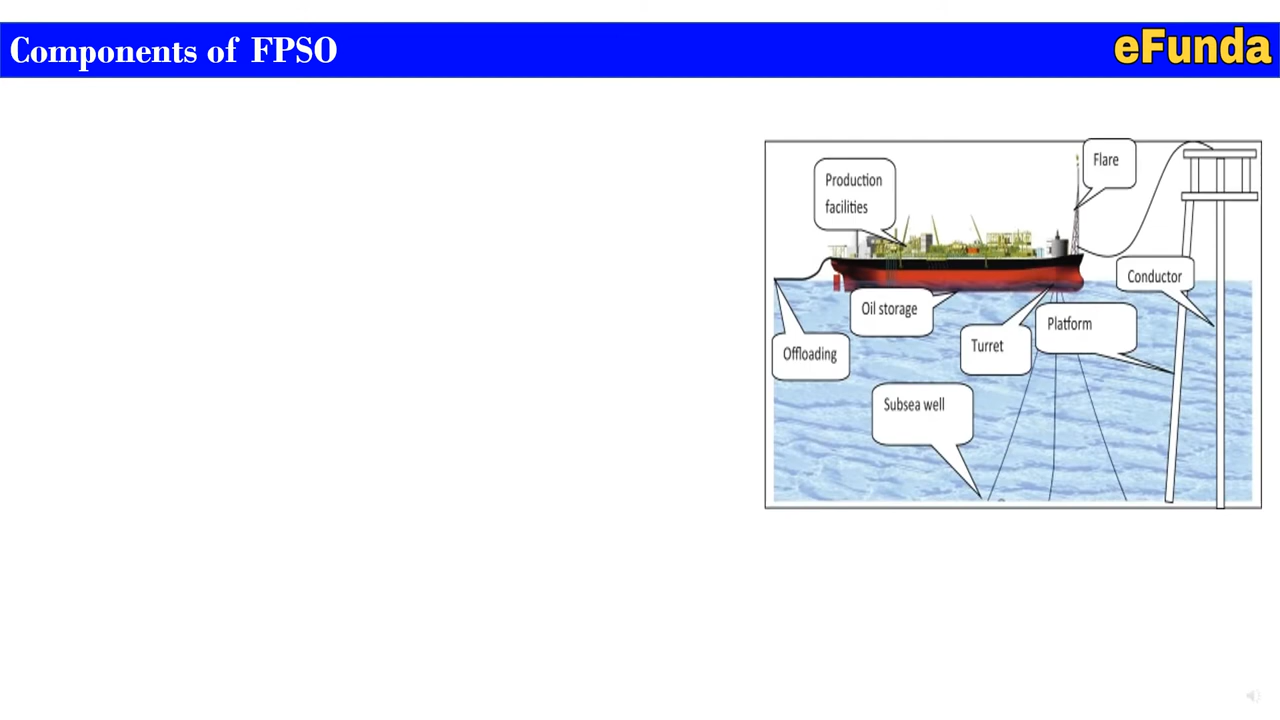 Components of FPSO
eFunda
Flare
Production
facilities
Conductor
Oil storage
Platform
Turret
Offloading
Subsea well